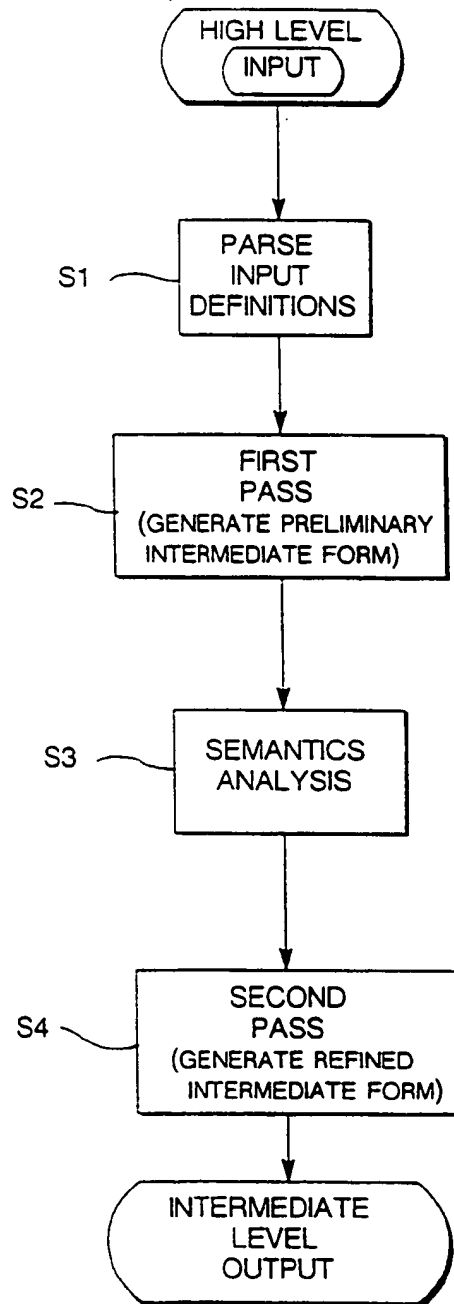 HIGH LEVEL
INPUT
S1
PARSE
INPUT
DEFINITIONS
S2
FIRST
PASS
(GENERATE PRELIMINARY
INTERMEDIATE FORM)
S3
SEMANTICS
ANALYSIS
S4
SECOND
PASS
(GENERATE REFINED
INTERMEDIATE FORM)
INTERMEDIATE
LEVEL
OUTPUT